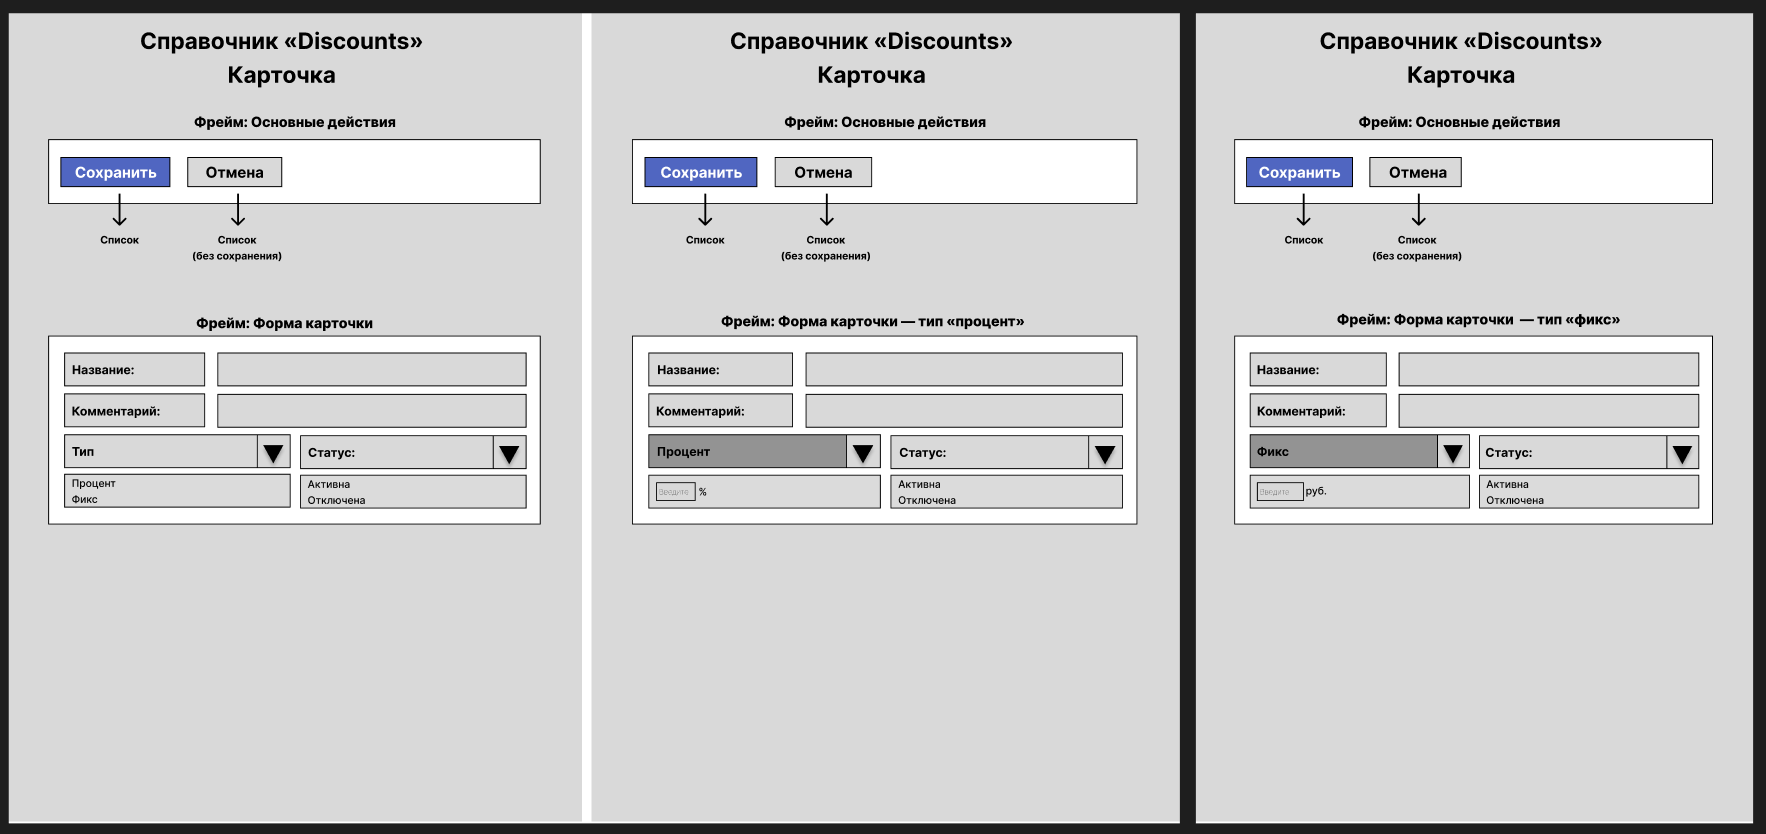 Справочник «Discounts»
Карточка
Фрейм: Основные действия
Сохранить
Отмена
Список
Список
(без сохранения)
Фрейм: Форма карточки
Название:
Комментарий:
Тип
Статус:
Процент
Фикс
Активна
Отключена
Справочник «Discounts»
Карточка
Фрейм: Основные действия
Сохранить
Отмена
Список
Список
(без сохранения)
Фрейм: Форма карточки — тип «процент»
Название:
Комментарий:
Процент
Статус:
Введите %
Активна
Отключена
Справочник «Discounts»
Карточка
Фрейм: Основные действия
Сохранить
Отмена
Список
Список
(без сохранения)
Фрейм: Форма карточки — тип «фикс»
Название:
Комментарий:
Фикс
Статус:
Введите руб.
Активна
Отключена